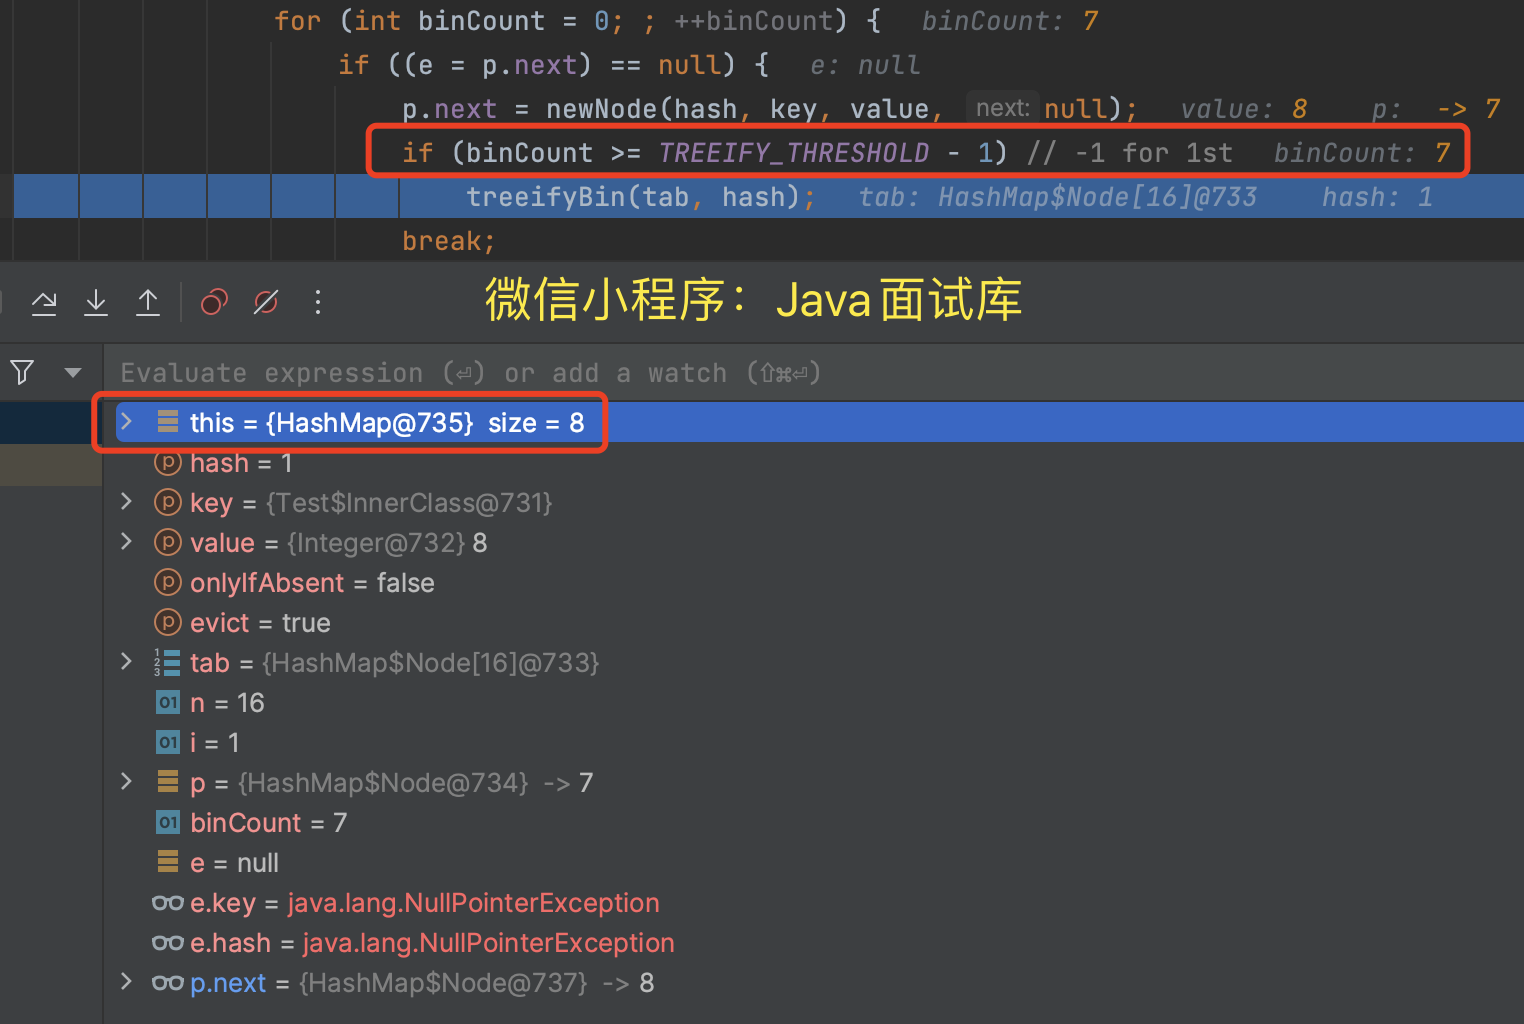 for (int binCount = 0; ; ++binCount) { binCount: 7
if ((e = p.next) == null) { e: null
p.next = newNode(hash, key, value, next: null); value: 8 p: -> 7
if (binCount >= TREEIFY_THRESHOLD - 1) // -1 for 1st binCount: 7
treeifyBin(tab, hash); tab: HashMap$Node[16]@733 hash: 1
break;
微信小程序：Java面试库
Evaluate expression (⏎) or add a watch (⇧⌘⏎)
this = {HashMap@735} size = 8
hash = 1
key = {Test$InnerClass@731}
value = {Integer@732} 8
onlyIfAbsent = false
evict = true
tab = {HashMap$Node[16]@733}
n = 16
i = 1
p = {HashMap$Node@734} -> 7
binCount = 7
e = null
e.key = java.lang.NullPointerException
e.hash = java.lang.NullPointerException
p.next = {HashMap$Node@737} -> 8